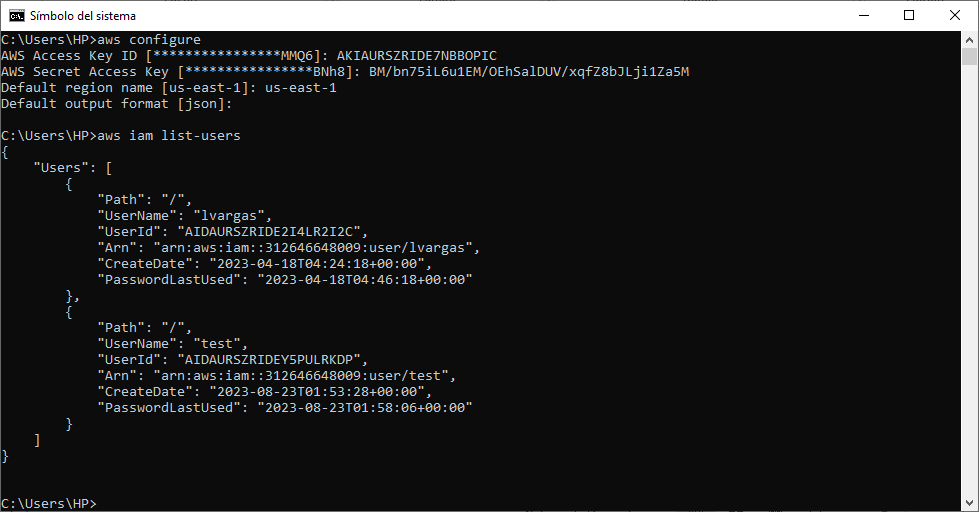 Símbolo del sistema
C:\Users\HP>aws configure
AWS Access Key ID [****************MMQ6]: AKIAURSZRIDE7NBBOPIC
AWS Secret Access Key [****************BNh8]: 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
Default region name [us-east-1]: us-east-1
Default output format [json]:
C:\Users\HP>aws iam list-users
{
    "Users": [
        {
            "Path": "/",
            "UserName": "lvargas",
            "UserId": "AIDAURSZRIDE2I4LR2I2C",
            "Arn": "arn:aws:iam::312646648009:user/lvargas",
            "CreateDate": "2023-04-18T04:24:18+00:00",
            "PasswordLastUsed": "2023-04-18T04:46:18+00:00"
        },
        {
            "Path": "/",
            "UserName": "test",
            "UserId": "AIDAURSZRIDEY5PULRKDP",
            "Arn": "arn:aws:iam::312646648009:user/test",
            "CreateDate": "2023-08-23T01:53:28+00:00",
            "PasswordLastUsed": "2023-08-23T01:58:06+00:00"
        }
    ]
}
C:\Users\HP>